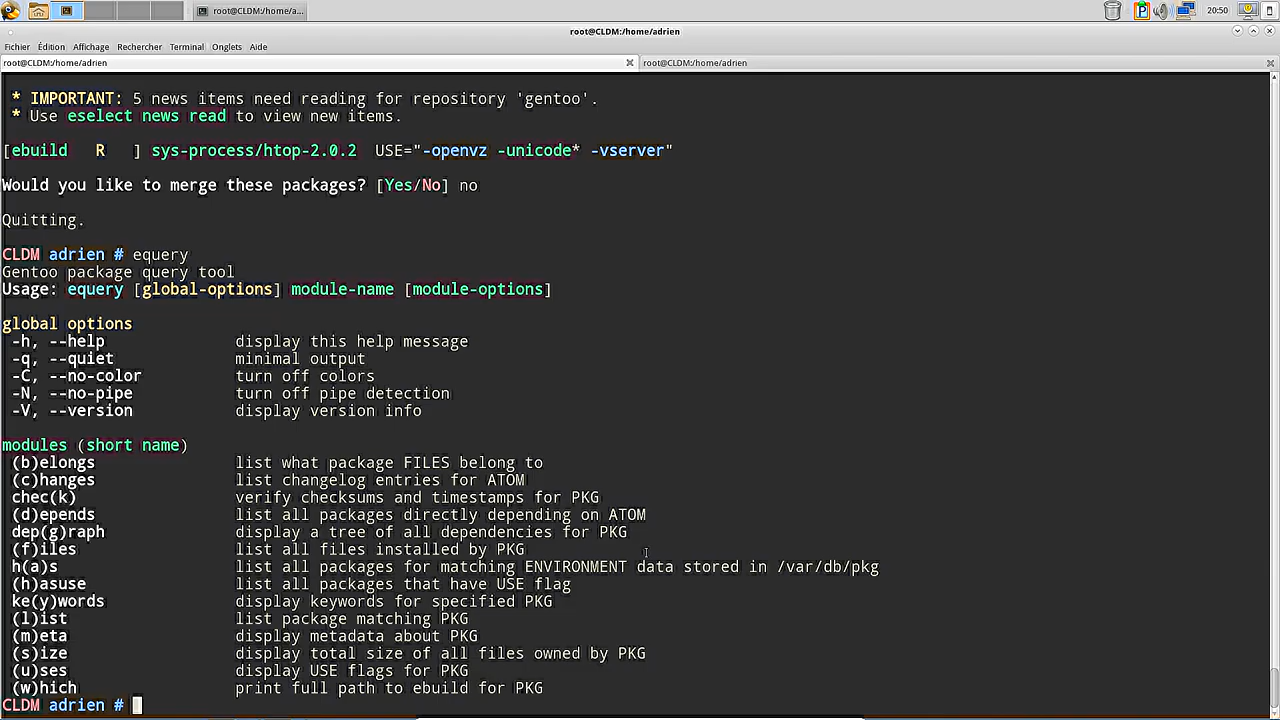 root@CLDM:/home/a...
20:50
root@CLDM:/home/adrien
Fichier Édition Affichage Rechercher Terminal Onglets Aide
root@CLDM:/home/adrien
root@CLDM:/home/adrien
* IMPORTANT: 5 news items need reading for repository 'gentoo'.
* Use eselect news read to view new items.
[ebuild   R   ] sys-process/htop-2.0.2  USE="-openvz -unicode* -vserver"
Would you like to merge these packages? [Yes/No] no
Quitting.
CLDM adrien # equery
Gentoo package query tool
Usage: equery [global-options] module-name [module-options]
global options
-h, --help display this help message
-q, --quiet minimal output
-C, --no-color turn off colors
-N, --no-pipe turn off pipe detection
-V, --version display version info
modules (short name)
(b)elongs list what package FILES belong to
(c)hanges list changelog entries for ATOM
chec(k) verify checksums and timestamps for PKG
(d)epends list all packages directly depending on ATOM
dep(g)raph display a tree of all dependencies for PKG
(f)iles list all files installed by PKG
h(a)s list all packages for matching ENVIRONMENT data stored in /var/db/pkg
(h)asuse list all packages that have USE flag
ke(y)words display keywords for specified PKG
(l)ist list package matching PKG
(m)eta display metadata about PKG
(s)ize display total size of all files owned by PKG
(u)ses display USE flags for PKG
(w)hich print full path to ebuild for PKG
CLDM adrien #